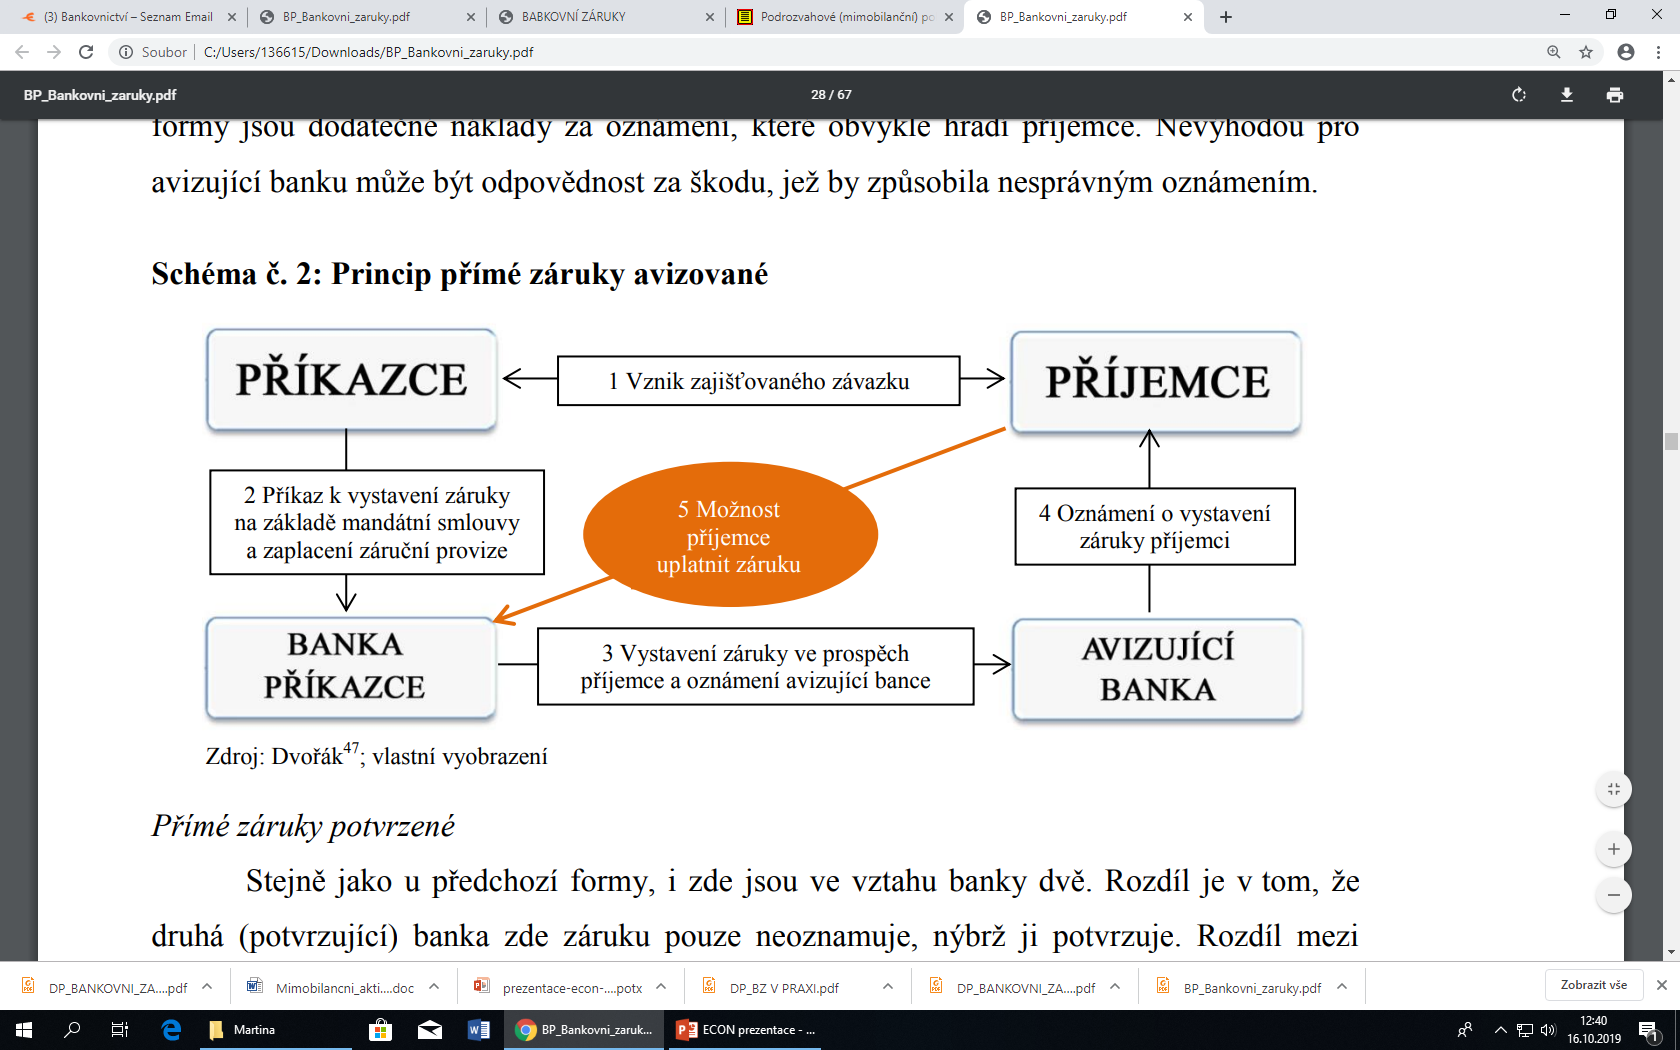 (3) Bankovnictví – Seznam Email
BP_Bankovni_zaruky.pdf
BABKOVNÍ ZÁRUKY
Podrozvahové (mimobilanční) po
BP_Bankovni_zaruky.pdf
Soubor
C:/Users/136615/Downloads/BP_Bankovni_zaruky.pdf
BP_Bankovni_zaruky.pdf
28 / 67
formy jsou dodatečné náklady za oznámení, které obvykle hradí příjemce. Nevýhodou pro
avizující banku může být odpovědnost za škodu, jež by způsobila nesprávným oznámením.
Schéma č. 2: Princip přímé záruky avizované
PŘÍKAZCE
1 Vznik zajišťovaného závazku
PŘÍJEMCE
2 Příkaz k vystavení záruky
na základě mandátní smlouvy
a zaplacení záruční provize
5 Možnost
příjemce
uplatnit záruku
4 Oznámení o vystavení
záruky příjemci
BANKA
PŘÍKAZCE
3 Vystavení záruky ve prospěch
příjemce a oznámení avizující bance
AVIZUJÍCÍ
BANKA
Zdroj: Dvořák47; vlastní vyobrazení
Přímé záruky potvrzené
Stejně jako u předchozí formy, i zde jsou ve vztahu banky dvě. Rozdíl je v tom, že
druhá (potvrzující) banka zde záruku pouze neoznamuje, nýbrž ji potvrzuje. Rozdíl mezi
DP_BANKOVNI_ZA....pdf
Mimobilancni_akti....doc
prezentace-econ-....potx
DP_BZ V PRAXI.pdf
DP_BANKOVNI_ZA....pdf
BP_Bankovni_zaruky.pdf
Zobrazit vše
Martina
BP_Bankovni_zaruk...
ECON prezentace - ...
12:40
16.10.2019
1